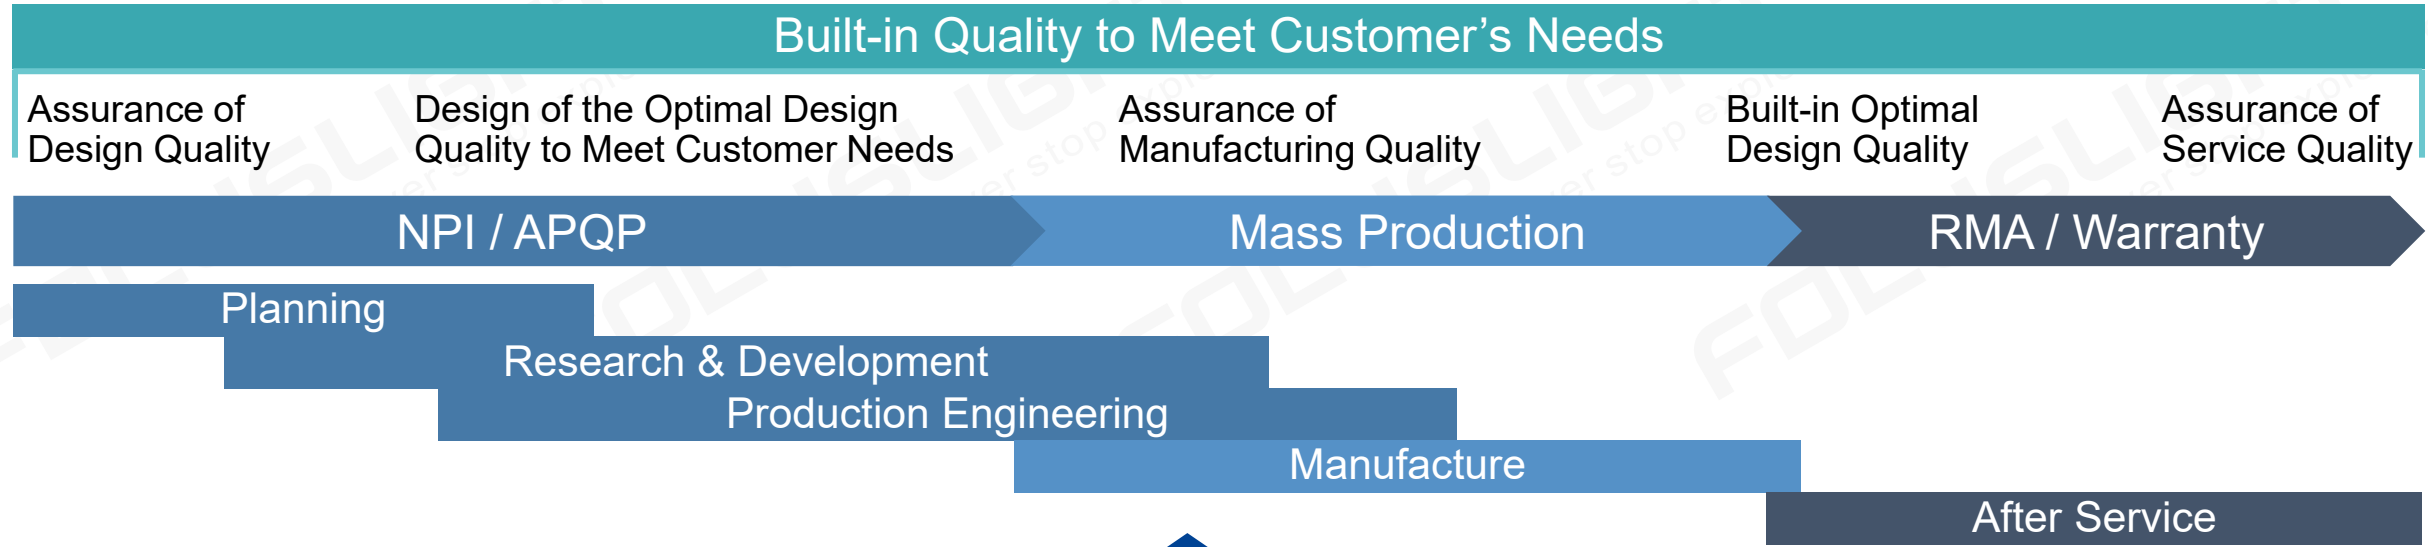 Built-in Quality to Meet Customer’s Needs
Assurance of
Design Quality
Design of the Optimal Design
Quality to Meet Customer Needs
Assurance of
Manufacturing Quality
Built-in Optimal
Design Quality
Assurance of
Service Quality
NPI / APQP
Mass Production
RMA / Warranty
Planning
Research & Development
Production Engineering
Manufacture
After Service